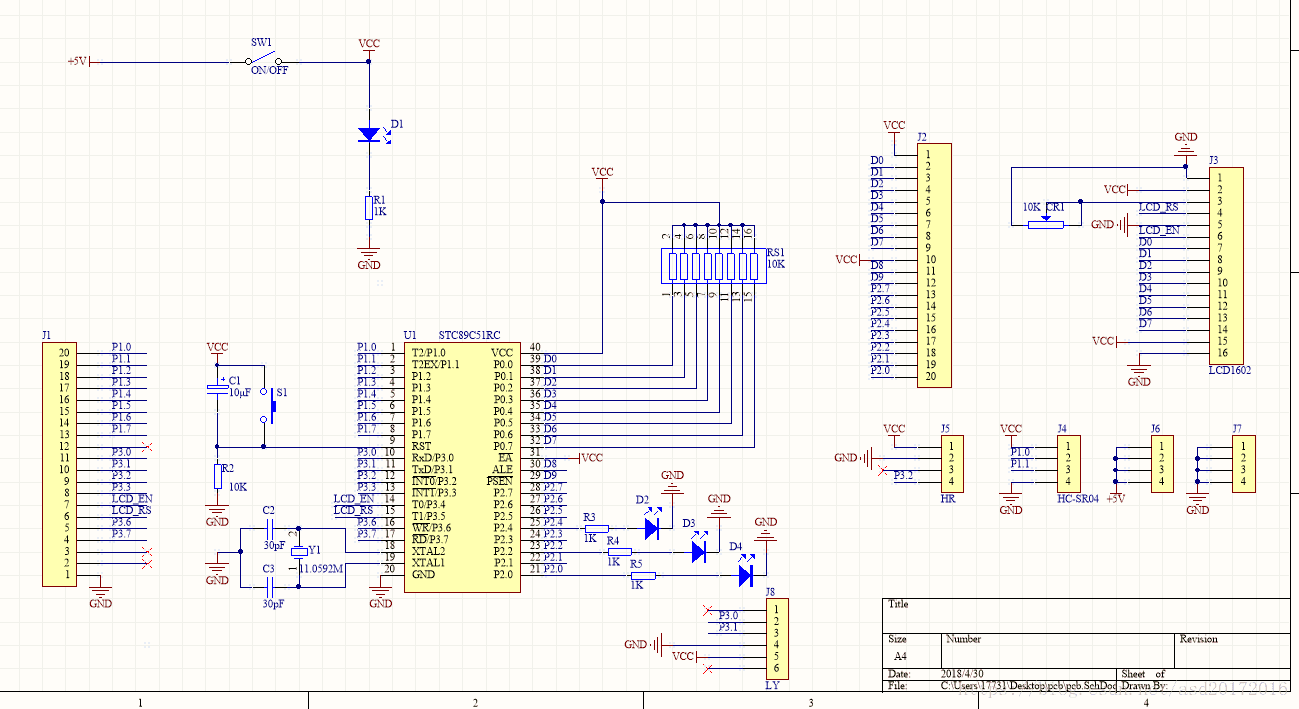 SW1
VCC
+5V
ON/OFF
D1
R1
1K
GND
VCC
2
4
6
8
10
12
14
16
RS1
10K
1
3
5
7
9
11
13
15
VCC
J2
D0
D1
D2
D3
D4
D5
D6
D7
VCC
D8
D9
P2.7
P2.6
P2.5
P2.4
P2.3
P2.2
P2.1
P2.0
1
2
3
4
5
6
7
8
9
10
11
12
13
14
15
16
17
18
19
20
GND
J3
VCC
10K CR1
LCD_RS
GND
LCD_EN
D0
D1
D2
D3
D4
D5
D6
D7
VCC
GND
1
2
3
4
5
6
7
8
9
10
11
12
13
14
15
16
LCD1602
J1
20 P1.0
19 P1.1
18 P1.2
17 P1.3
16 P1.4
15 P1.5
14 P1.6
13 P1.7
12
11 P3.0
10 P3.1
9 P3.2
8 P3.3
7 LCD_EN
6 LCD_RS
5 P3.6
4 P3.7
3
2
1
GND
VCC
C1
+
10μF
S1
R2
10K
GND
C2
30pF
2
Y1
1
11.0592M
GND
C3
30pF
U1 STC89C51RC
P1.0 1 T2/P1.0
P1.1 2 T2EX/P1.1
P1.2 3 P1.2
P1.3 4 P1.3
P1.4 5 P1.4
P1.5 6 P1.5
P1.6 7 P1.6
P1.7 8 P1.7
9 RST
P3.0 10 RxD/P3.0
P3.1 11 TxD/P3.1
P3.2 12 INT0/P3.2
P3.3 13 INT1/P3.3
LCD_EN 14 T0/P3.4
LCD_RS 15 T1/P3.5
P3.6 16 WR/P3.6
P3.7 17 RD/P3.7
18 XTAL2
19 XTAL1
20 GND
GND
VCC 40
P0.0 39 D0
P0.1 38 D1
P0.2 37 D2
P0.3 36 D3
P0.4 35 D4
P0.5 34 D5
P0.6 33 D6
P0.7 32 D7
EA 31 VCC
ALE 30 D8
PSEN 29 D9
P2.7 28 P2.7
P2.6 27 P2.6
P2.5 26 P2.5
P2.4 25 P2.4
P2.3 24 P2.3
P2.2 23 P2.2
P2.1 22 P2.1
P2.0 21 P2.0
R3
1K
D2
GND
R4
1K
D3
GND
R5
1K
D4
GND
J8
P3.0
P3.1
GND
VCC
1
2
3
4
5
6
LY
VCC
J5
GND
P3.2
1
2
3
4
HR
VCC
J4
P1.0
P1.1
GND
1
2
3
4
HC-SR04
J6
+5V
1
2
3
4
J7
GND
1
2
3
4
Title
Size Number Revision
A4
Date: 2018/4/30 Sheet of
File: C:\Users\17731\Desktop\pcb\pcb.SchDoc Drawn By:
1 2 3 4